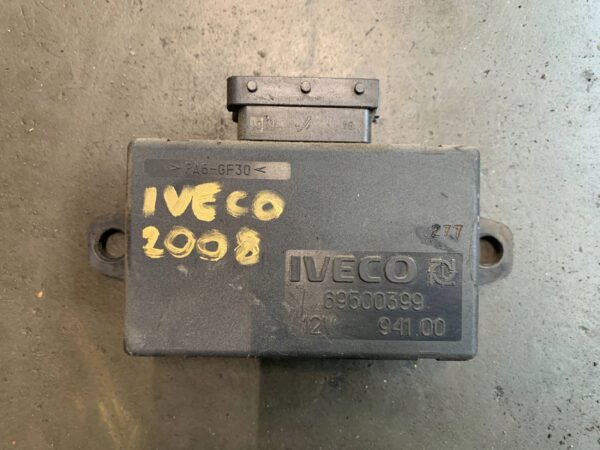 >PA6-GF30<
IVECO
2008
277
IVECO
69500399
12V 941.00